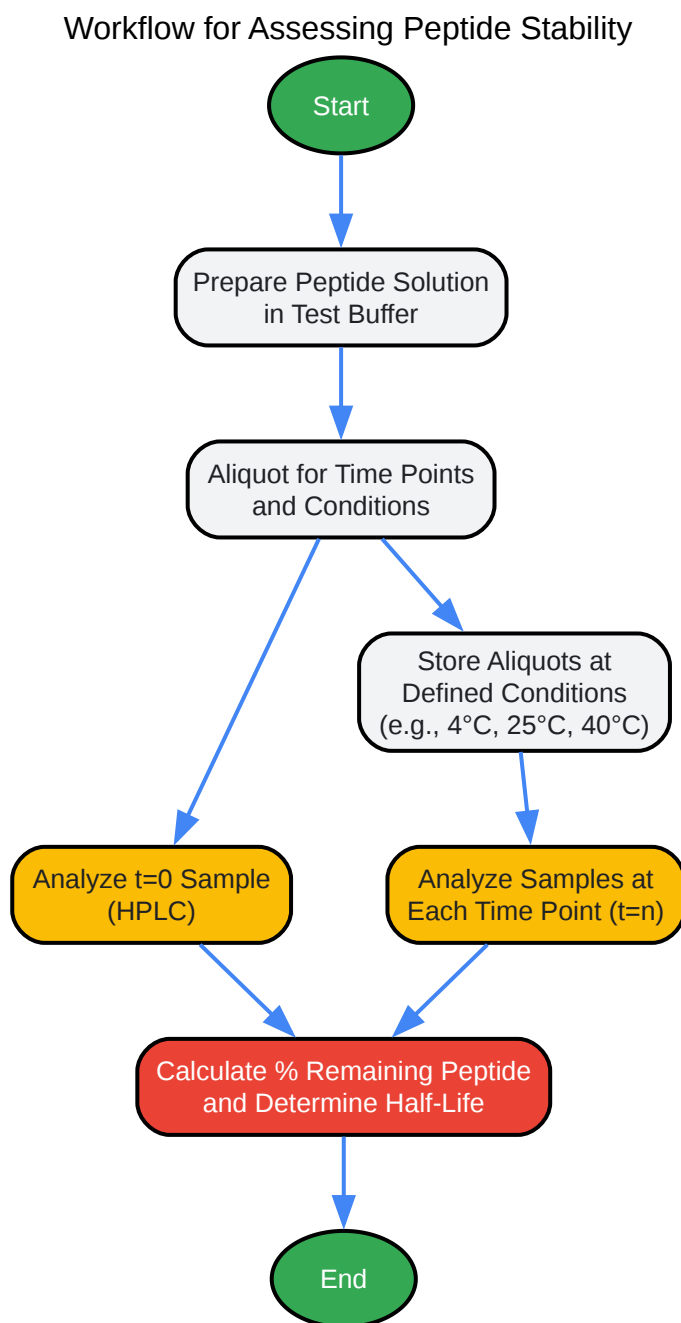 Workflow for Assessing Peptide Stability
Start
Prepare Peptide Solution
in Test Buffer
Aliquot for Time Points
and Conditions
Store Aliquots at
Defined Conditions
(e.g., 4°C, 25°C, 40°C)
Analyze t=0 Sample
(HPLC)
Analyze Samples at
Each Time Point (t=n)
Calculate % Remaining Peptide
and Determine Half-Life
End